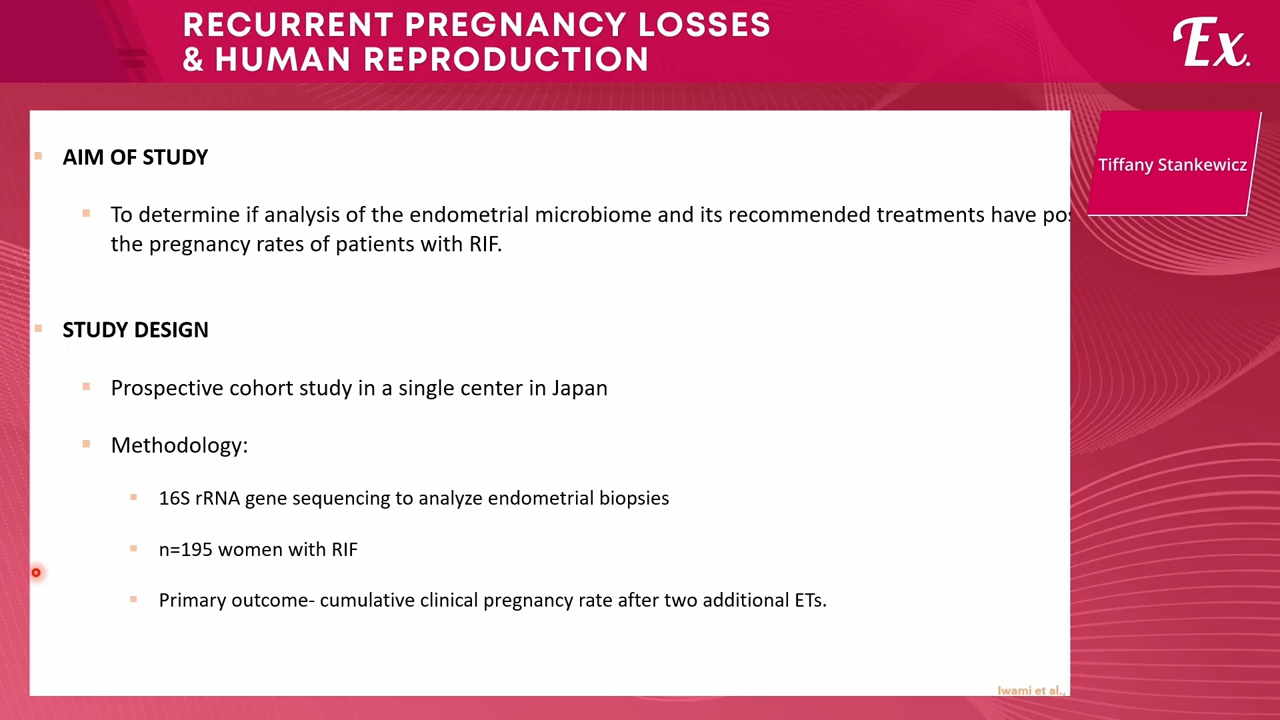 RECURRENT PREGNANCY LOSSES
& HUMAN REPRODUCTION
Ex.
Tiffany Stankewicz
AIM OF STUDY
To determine if analysis of the endometrial microbiome and its recommended treatments have
the pregnancy rates of patients with RIF.
STUDY DESIGN
Prospective cohort study in a single center in Japan
Methodology:
16S rRNA gene sequencing to analyze endometrial biopsies
n=195 women with RIF
Primary outcome- cumulative clinical pregnancy rate after two additional ETs.
Iwami et al.,